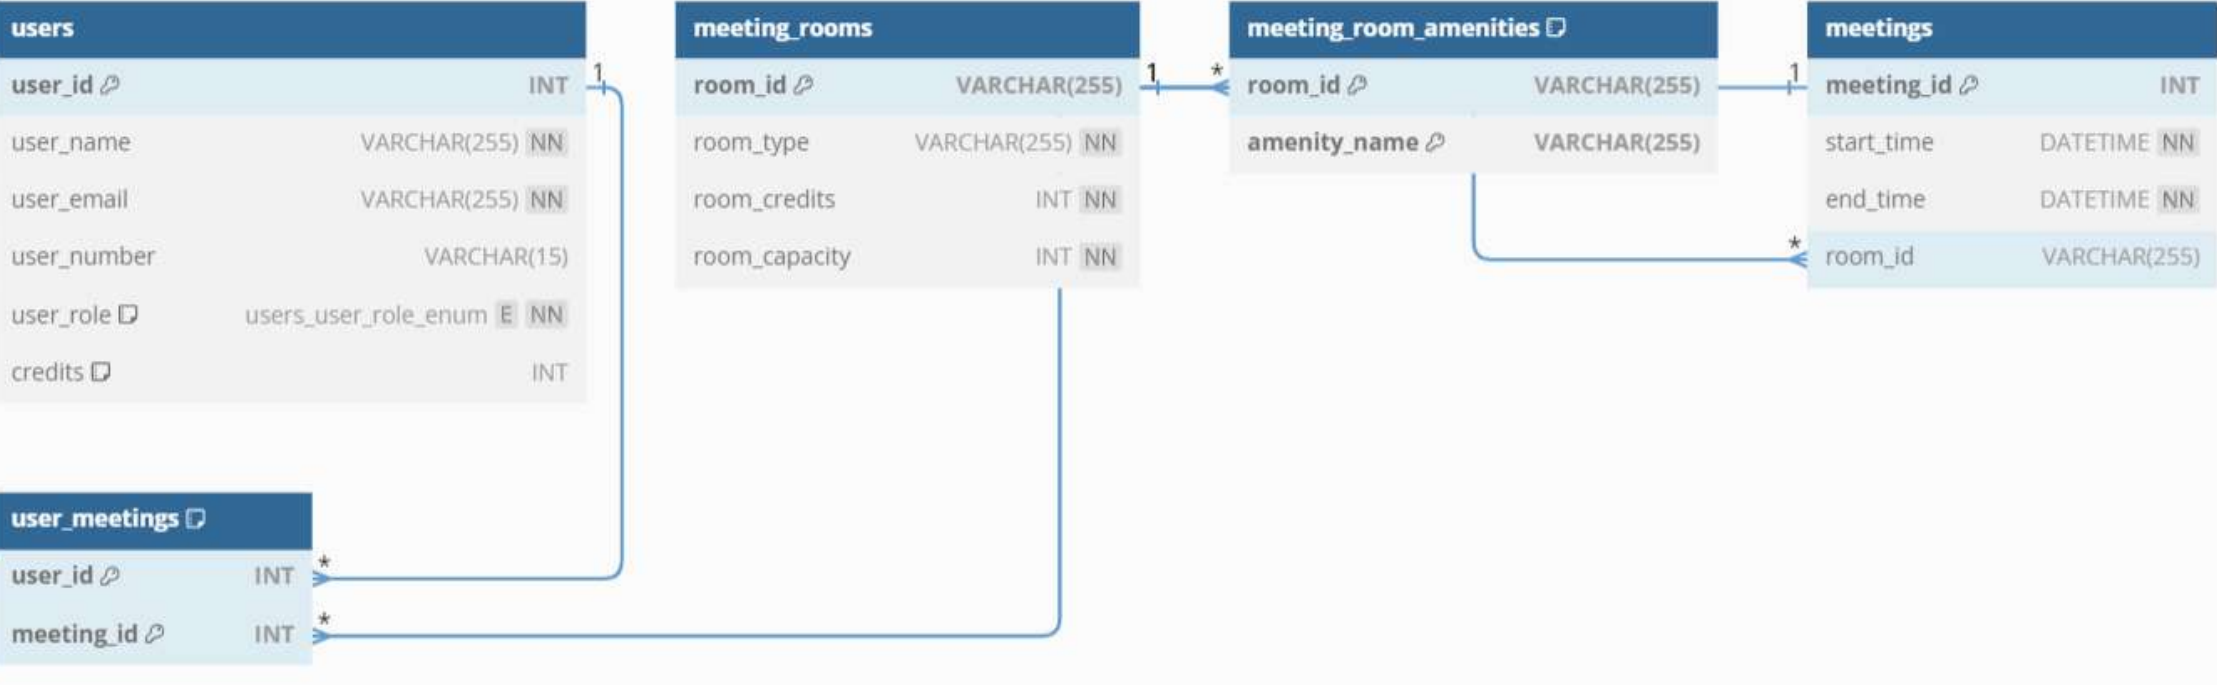 users
user_id INT
user_name VARCHAR(255) NN
user_email VARCHAR(255) NN
user_number VARCHAR(15)
user_role users_user_role_enum E NN
credits INT
1
meeting_rooms
room_id VARCHAR(255)
room_type VARCHAR(255) NN
room_credits INT NN
room_capacity INT NN
1 *
meeting_room_amenities
room_id VARCHAR(255)
amenity_name VARCHAR(255)
1
*
meetings
meeting_id INT
start_time DATETIME NN
end_time DATETIME NN
room_id VARCHAR(255)
user_meetings
user_id INT *
meeting_id INT *